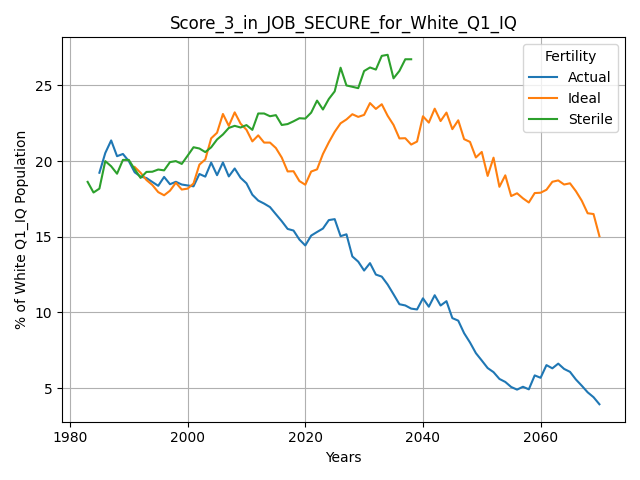 Score_3_in_JOB_SECURE_for_White_Q1_IQ
Fertility
Actual
Ideal
Sterile
% of White Q1_IQ Population
25
20
15
10
5
1980
2000
2020
2040
2060
Years